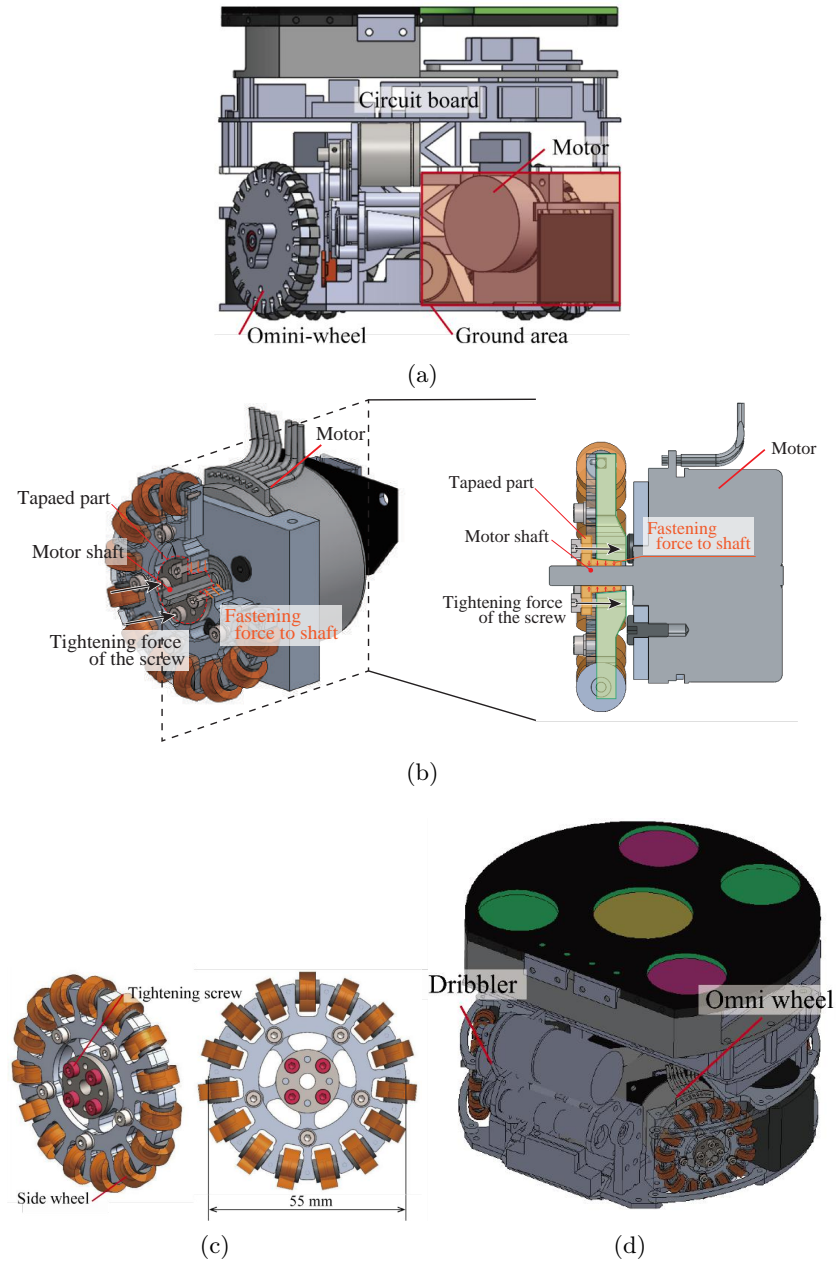 Circuit board
Motor
Omini-wheel
Ground area
(a)
Motor
Tapaed part
Motor shaft
Fastening
force to shaft
Tightening force
of the screw
Motor
Tapaed part
Motor shaft
Fastening
force to shaft
Tightening force
of the screw
(b)
Tightening screw
Side wheel
55 mm
(c)
Dribbler
Omni wheel
(d)